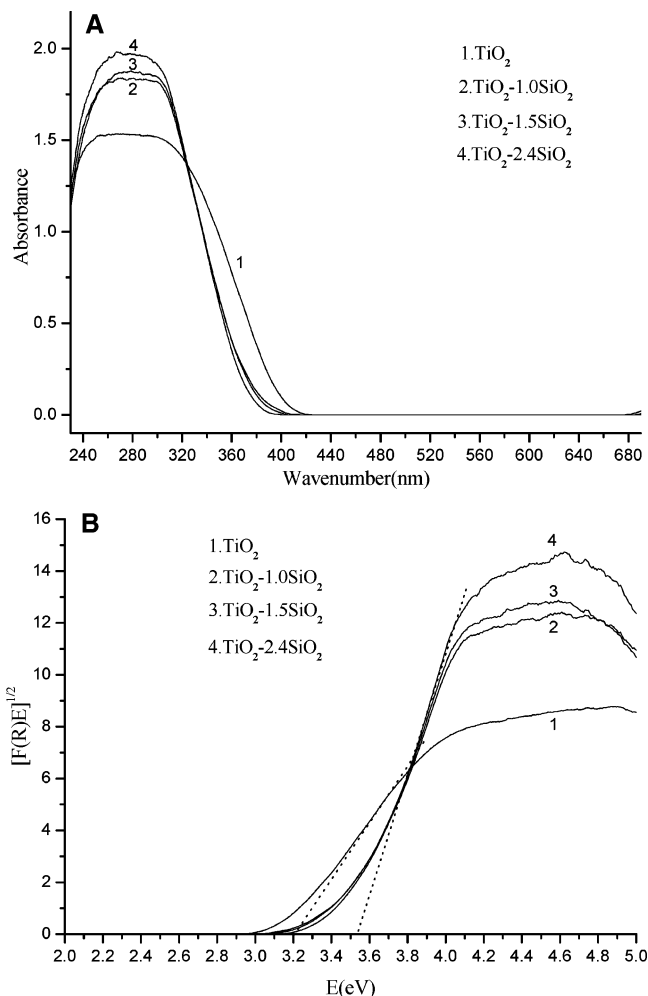 A
4
3
2
1
1.TiO₂
2.TiO₂-1.0SiO₂
3.TiO₂-1.5SiO₂
4.TiO₂-2.4SiO₂
Absorbance
2.0
1.5
1.0
0.5
0.0
240 280 320 360 400 440 480 520 560 600 640 680
Wavenumber(nm)
B
1.TiO₂
2.TiO₂-1.0SiO₂
3.TiO₂-1.5SiO₂
4.TiO₂-2.4SiO₂
4
3
2
1
[F(R)E]¹/²
16
14
12
10
8
6
4
2
0
2.0 2.2 2.4 2.6 2.8 3.0 3.2 3.4 3.6 3.8 4.0 4.2 4.4 4.6 4.8 5.0
E(eV)